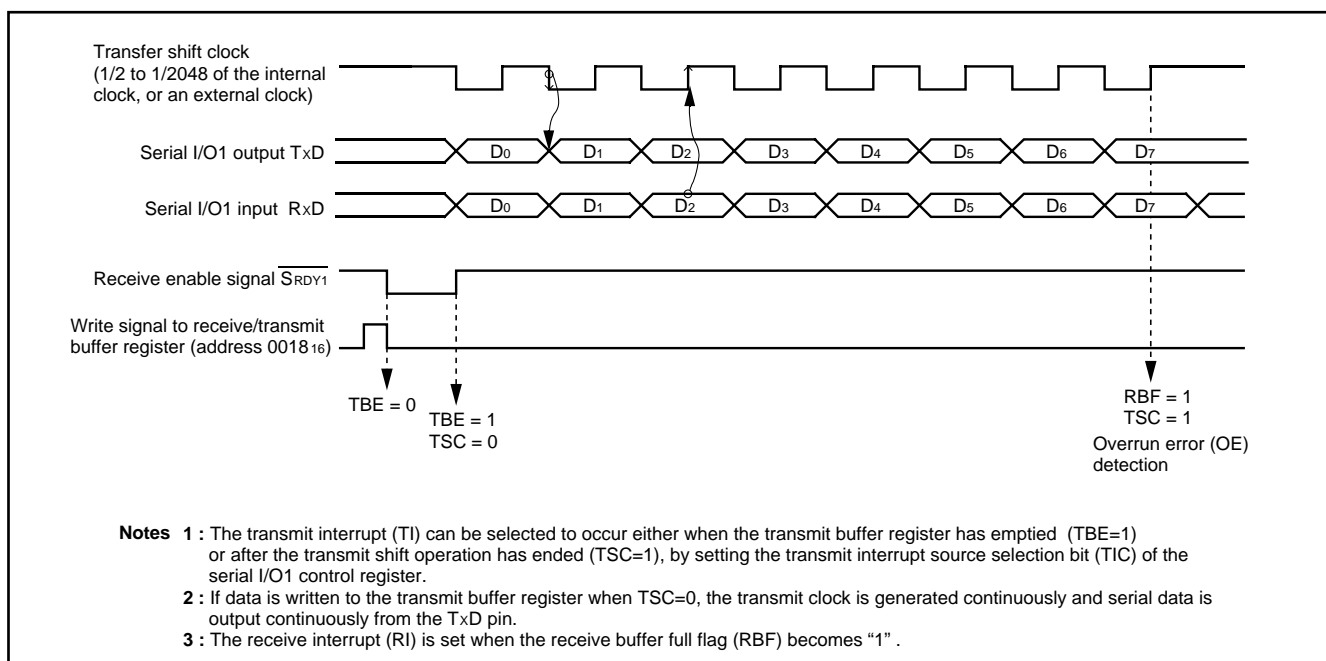 Transfer shift clock
(1/2 to 1/2048 of the internal
clock, or an external clock)
Serial I/O1 output TxD
D0 D1 D2 D3 D4 D5 D6 D7
Serial I/O1 input RxD
D0 D1 D2 D3 D4 D5 D6 D7
Receive enable signal SRDY1
Write signal to receive/transmit
buffer register (address 001816)
TBE = 0
TBE = 1
TSC = 0
RBF = 1
TSC = 1
Overrun error (OE)
detection
Notes 1 : The transmit interrupt (TI) can be selected to occur either when the transmit buffer register has emptied (TBE=1)
or after the transmit shift operation has ended (TSC=1), by setting the transmit interrupt source selection bit (TIC) of the
serial I/O1 control register.
2 : If data is written to the transmit buffer register when TSC=0, the transmit clock is generated continuously and serial data is
output continuously from the TxD pin.
3 : The receive interrupt (RI) is set when the receive buffer full flag (RBF) becomes “1” .